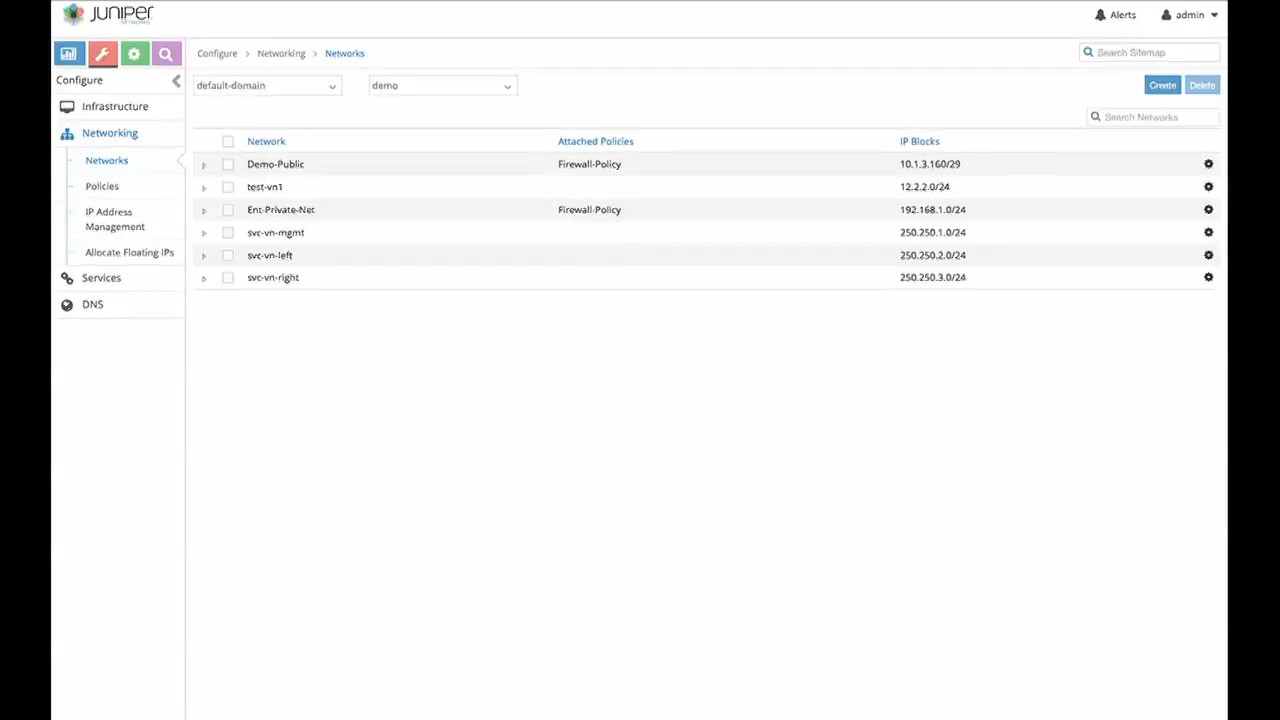 JUNIPER
NETWORKS
Alerts
admin
Configure > Networking > Networks
Search Sitemap
Configure
default-domain
demo
Create
Delete
Infrastructure
Search Networks
Networking
Network Attached Policies IP Blocks
Networks
Demo-Public Firewall-Policy 10.1.3.160/29
Policies
test-vn1 12.2.2.0/24
IP Address
Management
Ent-Private-Net Firewall-Policy 192.168.1.0/24
svc-vn-mgmt 250.250.1.0/24
Allocate Floating IPs
svc-vn-left 250.250.2.0/24
Services
svc-vn-right 250.250.3.0/24
DNS